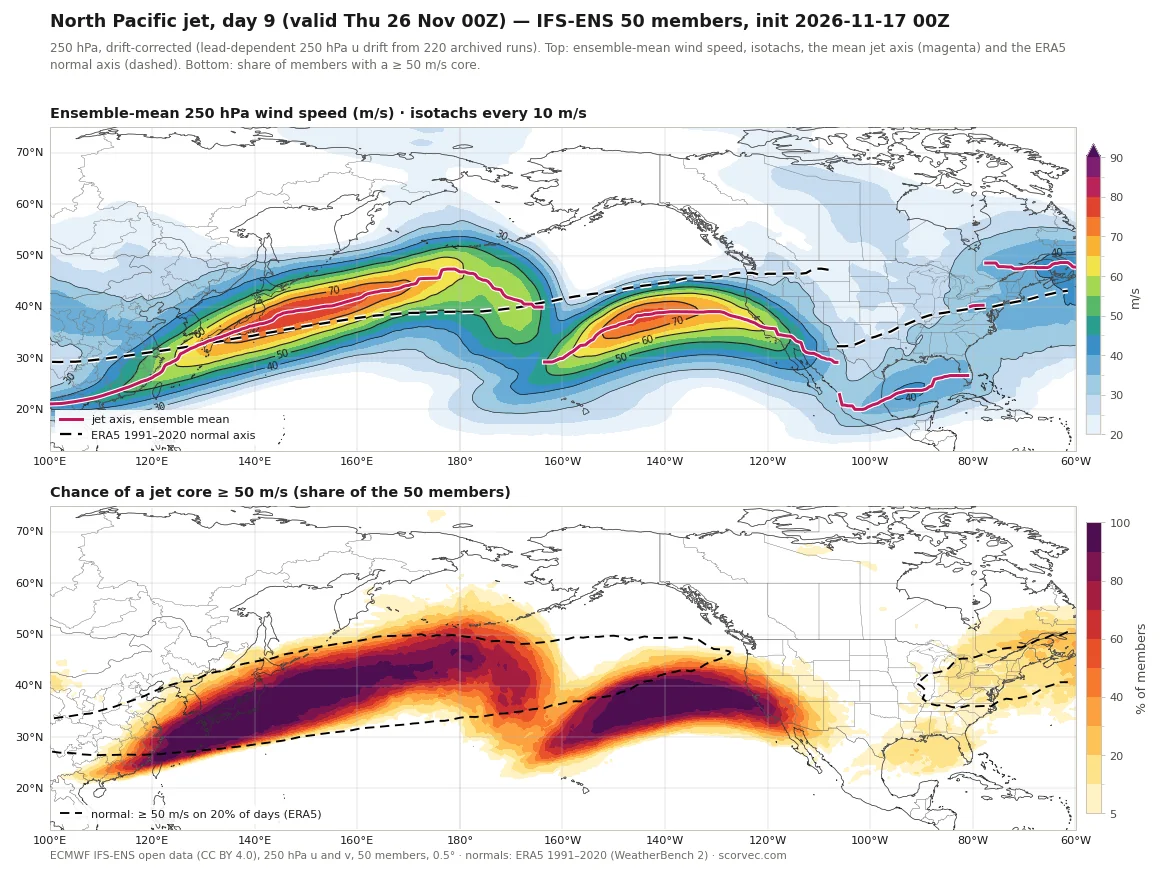 North Pacific jet, day 9 (valid Thu 26 Nov 00Z) — IFS-ENS 50 members, init 2026-11-17 00Z
250 hPa, drift-corrected (lead-dependent 250 hPa u drift from 220 archived runs). Top: ensemble-mean wind speed, isotachs, the mean jet axis (magenta) and the ERA5
normal axis (dashed). Bottom: share of members with a ≥ 50 m/s core.
Ensemble-mean 250 hPa wind speed (m/s) · isotachs every 10 m/s
70°N
60°N
50°N
40°N
30°N
20°N
30
40
70
60
70
60
50
50
40
30
30
40
jet axis, ensemble mean
ERA5 1991–2020 normal axis
100°E 120°E 140°E 160°E 180° 160°W 140°W 120°W 100°W 80°W 60°W
90
80
70
60
50
40
30
20
m/s
Chance of a jet core ≥ 50 m/s (share of the 50 members)
70°N
60°N
50°N
40°N
30°N
20°N
normal: ≥ 50 m/s on 20% of days (ERA5)
100°E 120°E 140°E 160°E 180° 160°W 140°W 120°W 100°W 80°W 60°W
100
80
60
40
20
5
% of members
ECMWF IFS-ENS open data (CC BY 4.0), 250 hPa u and v, 50 members, 0.5° · normals: ERA5 1991–2020 (WeatherBench 2) · scorvec.com